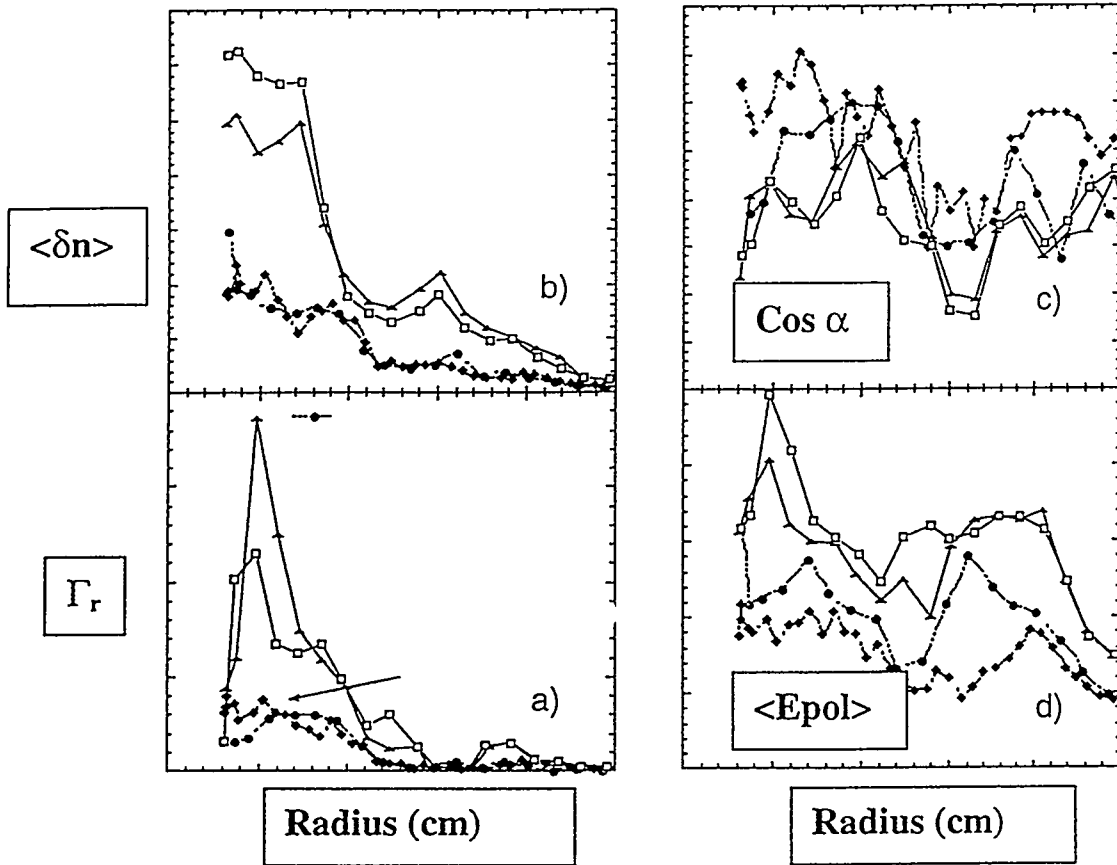 <δn>
b)
c)
Cos α
Γr
a)
<Epol>
d)
Radius (cm)
Radius (cm)